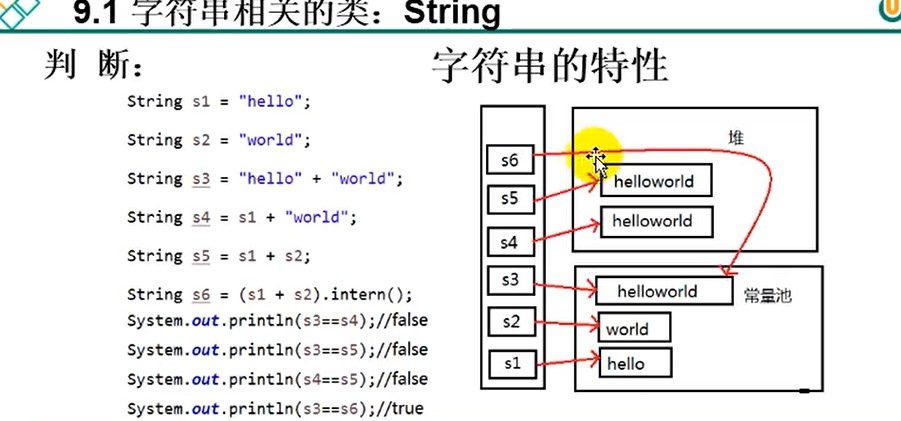 9.1 字符串相关的类：String
判 断：
String s1 = "hello";
String s2 = "world";
String s3 = "hello" + "world";
String s4 = s1 + "world";
String s5 = s1 + s2;
String s6 = (s1 + s2).intern();
System.out.println(s3==s4);//false
System.out.println(s3==s5);//false
System.out.println(s4==s5);//false
System.out.println(s3==s6);//true
字符串的特性
堆
s6
s5
helloworld
s4
helloworld
s3
helloworld
常量池
s2
world
s1
hello